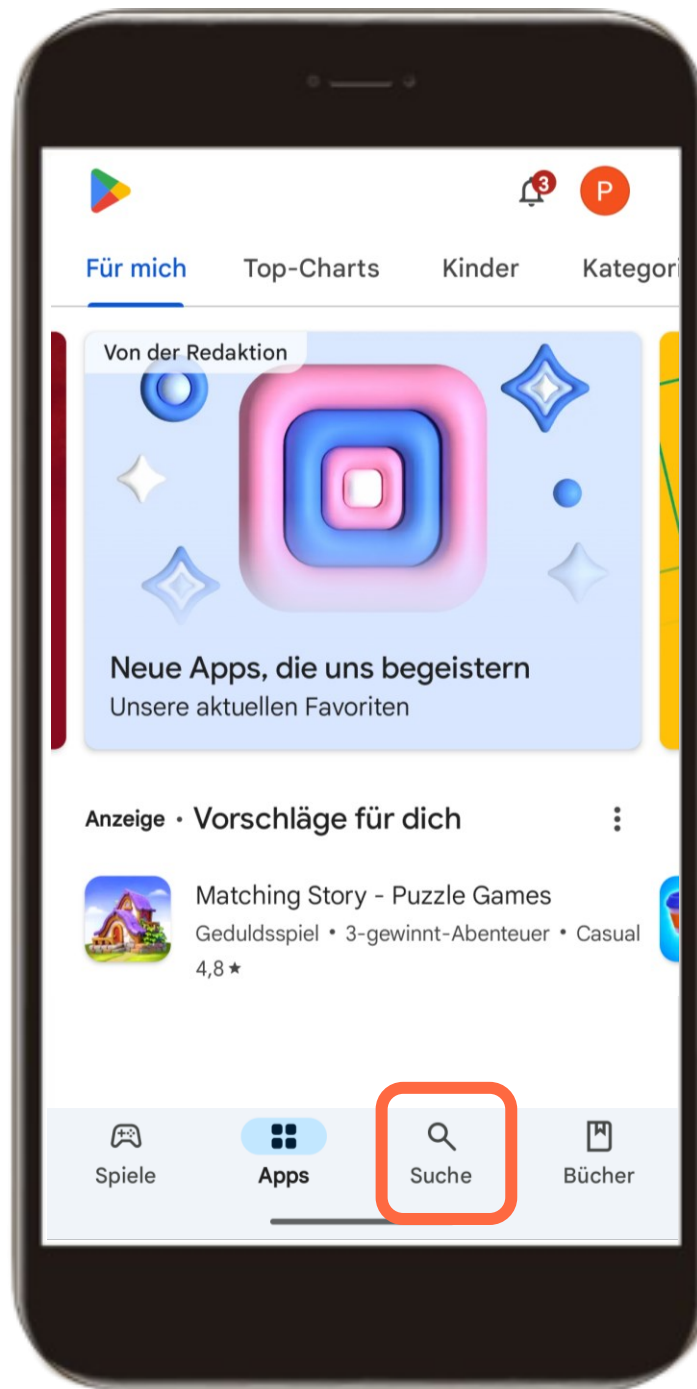 3
P
Für mich Top-Charts Kinder Kategori
Von der Redaktion
Neue Apps, die uns begeistern
Unsere aktuellen Favoriten
Anzeige • Vorschläge für dich
Matching Story - Puzzle Games
Geduldsspiel • 3-gewinnt-Abenteuer • Casual
4,8 ★
Spiele Apps Suche Bücher